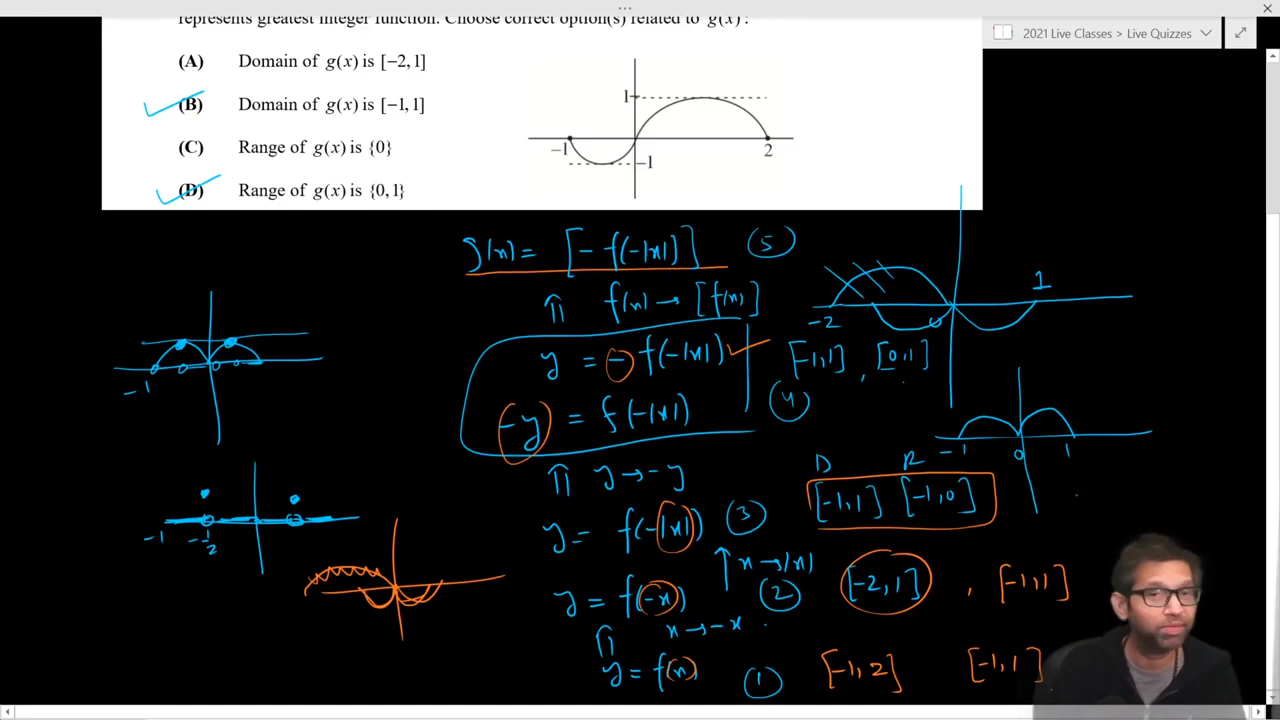 represents greatest integer function. Choose correct option(s) related to g(x) :
2021 Live Classes > Live Quizzes
(A) Domain of g(x) is [−2,1]
(B) Domain of g(x) is [−1,1]
(C) Range of g(x) is {0}
(D) Range of g(x) is {0,1}
1
−1
2
−1
g(x) = [- f(-|x|)] (5)
⇑ f(x) → [f(x)]
y = - f(-|x|) [-1,1] , [0,1]
-y = f(-|x|) (4)
⇑ y → -y
D R
y = f(-|x|) (3) [-1,1] [-1,0]
↑ x → |x|
y = f(-x) (2) [-2,1] , [-1,1]
⇑ x → -x
y = f(x) (1) [-1,2] [-1,1]
-2 0 1
-1 0 1
-1
-1 -1/2